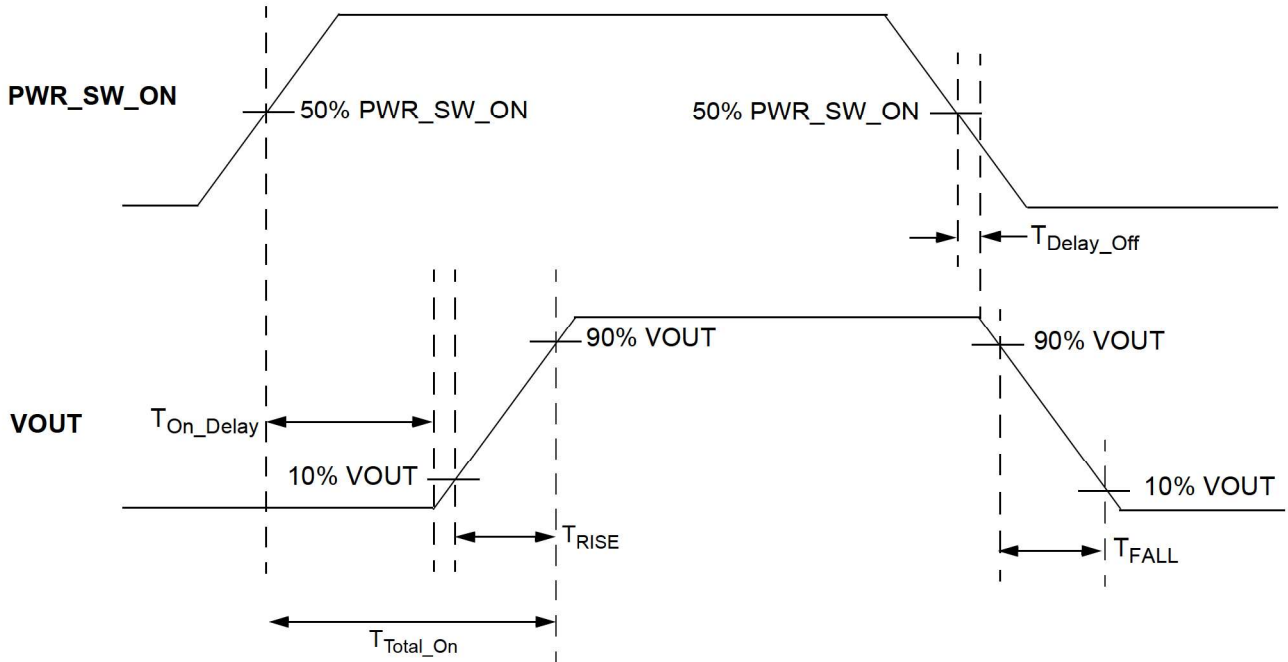 PWR_SW_ON
50% PWR_SW_ON
50% PWR_SW_ON
TDelay_Off
90% VOUT
90% VOUT
VOUT
TOn_Delay
10% VOUT
10% VOUT
TRISE
TFALL
TTotal_On